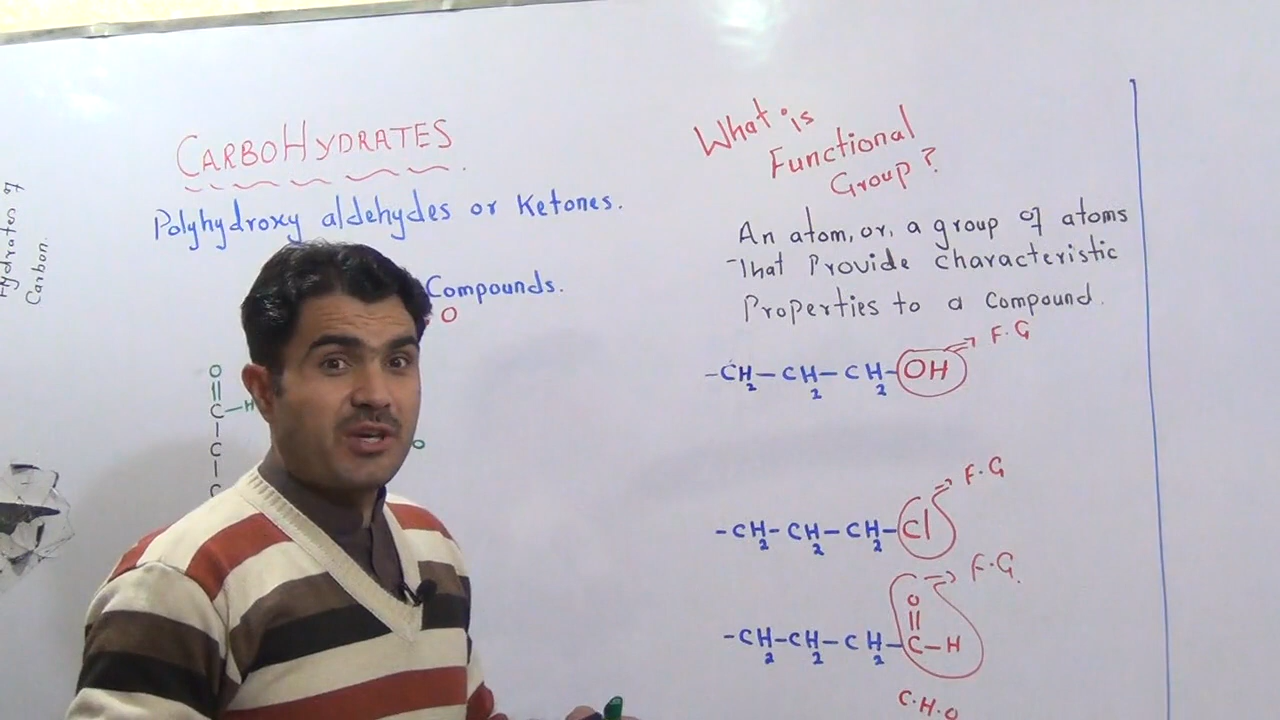 Hydrates of
Carbon.
CARBOHYDRATES
Polyhydroxy aldehydes or Ketones.
Compounds.
O
O
C-H
C
C
What is
Functional
Group?
An atom, or, a group of atoms
That Provide characteristic
Properties to a Compound.
-CH2-CH2-CH2-OH F.G
-CH2-CH2-CH2-Cl F.G
F.G.
O
-CH2-CH2-CH2-C-H
C.H.O